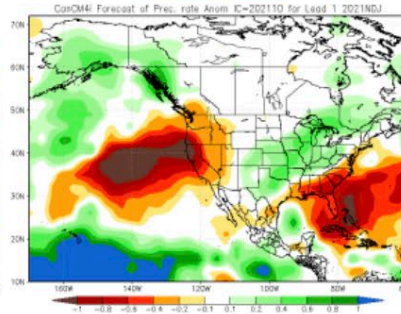 CanCM4i Forecast of Prec. rate Anom IC=202110 for Lead 1 2021NDJ
70N
60N
50N
40N
30N
20N
10N
160W 140W 120W 100W 80W
-1 -0.8 -0.6 -0.4 -0.2 -0.1 0.1 0.2 0.4 0.6 0.8 1